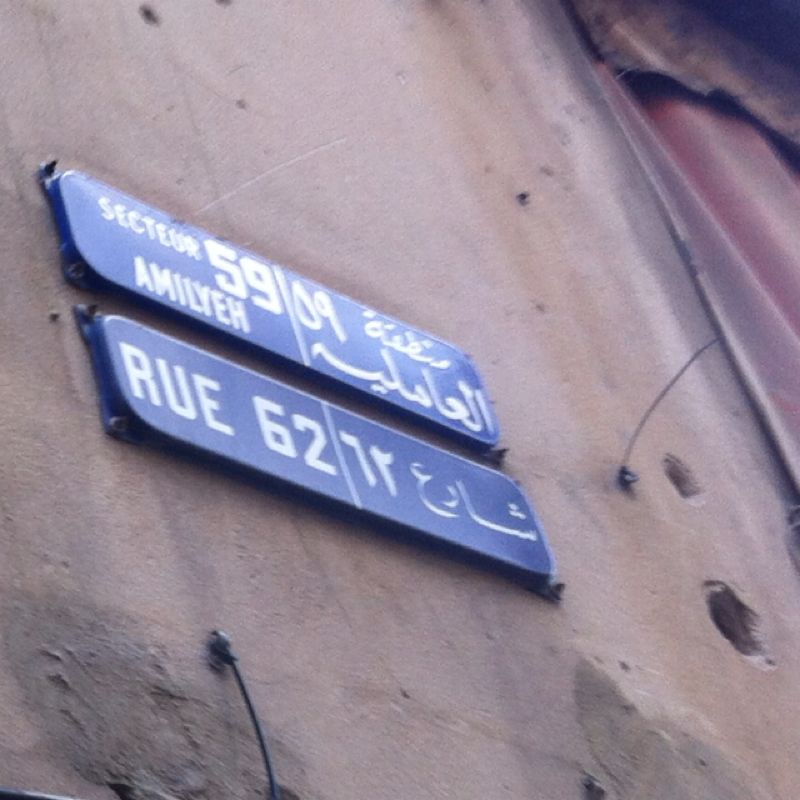 SECTEUR 59
AMILYEH
٥٩ منطقة
العاملية
RUE 62
٦٢ شارع